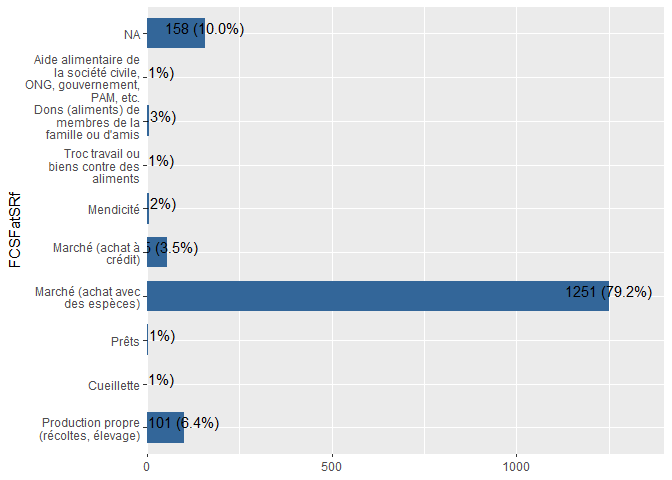 FCSFatSRf
NA
158 (10.0%)
Aide alimentaire de
la société civile,
ONG, gouvernement,
PAM, etc.
1%)
Dons (aliments) de
membres de la
famille ou d'amis
3%)
Troc travail ou
biens contre des
aliments
1%)
Mendicité
2%)
Marché (achat à
crédit)
5 (3.5%)
Marché (achat avec
des espèces)
1251 (79.2%)
Prêts
1%)
Cueillette
1%)
Production propre
(récoltes, élevage)
101 (6.4%)
0
500
1000